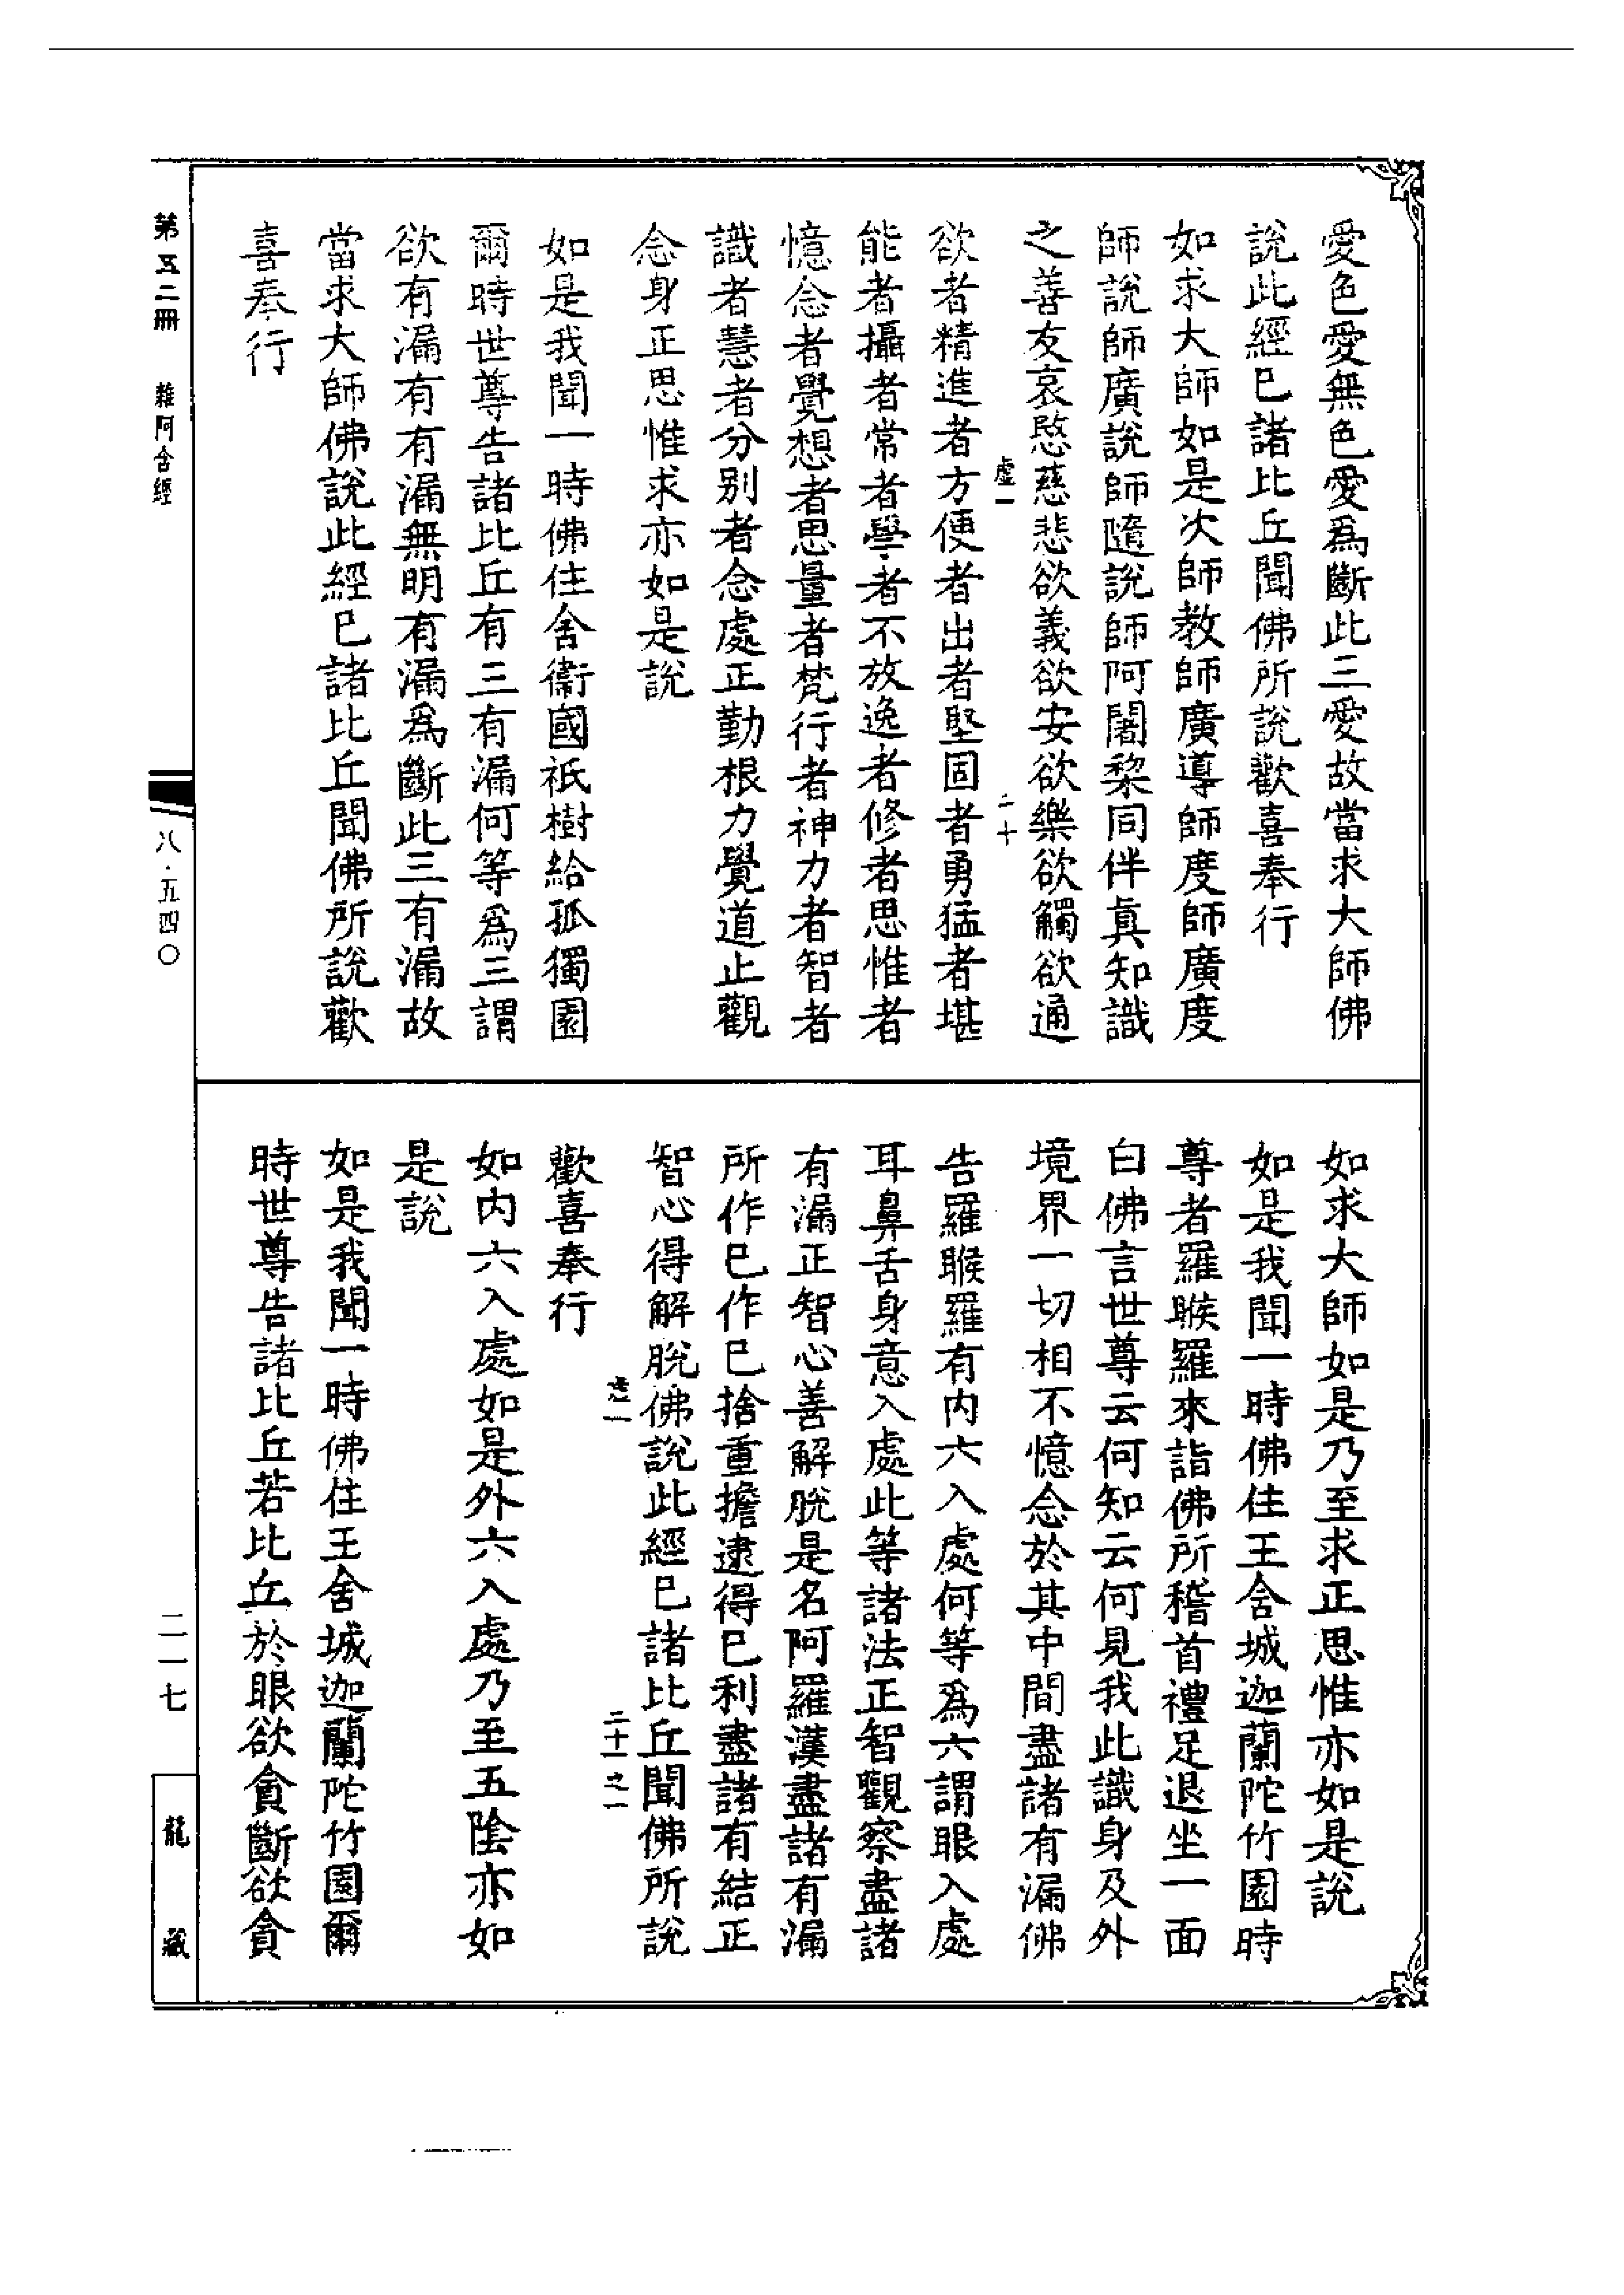 愛色愛無色愛爲斷此三愛故當求大師佛
說此經已諸比丘聞佛所說歡喜奉行
如求大師如是次師教師廣導師度師廣度
師說師廣說師隨說師阿闍棃同伴真知識
之善友哀愍慈悲欲義欲安欲樂欲觸欲通
虛一 二十
欲者精進者方便者出者堅固者勇猛者堪
能者攝者常者學者不放逸者修者思惟者
憶念者覺想者思量者梵行者神力者智者
識者慧者分別者念處正勤根力覺道止觀
念身正思惟求亦如是說
如是我聞一時佛住舍衞國祇樹給孤獨園
爾時世尊告諸比丘有三有漏何等爲三謂
欲有漏有有漏無明有漏爲斷此三有漏故
當求大師佛說此經已諸比丘聞佛所說歡
喜奉行
如求大師如是乃至求正思惟亦如是說
如是我聞一時佛住王舍城迦蘭陀竹園時
尊者羅睺羅來詣佛所稽首禮足退坐一面
白佛言世尊云何知云何見我此識身及外
境界一切相不憶念於其中間盡諸有漏佛
告羅睺羅有內六入處何等爲六謂眼入處
耳鼻舌身意入處此等諸法正智觀察盡諸
有漏正智心善解脫是名阿羅漢盡諸有漏
所作已作已捨重擔逮得已利盡諸有結正
智心得解脫佛說此經已諸比丘聞佛所說
虛一 二十一之一
歡喜奉行
如內六入處如是外六入處乃至五陰亦如
是說
如是我聞一時佛住王舍城迦蘭陀竹園爾
時世尊告諸比丘若比丘於眼欲貪斷欲貪
第五二冊 雜阿含經
八·五四〇
二一七
龍藏